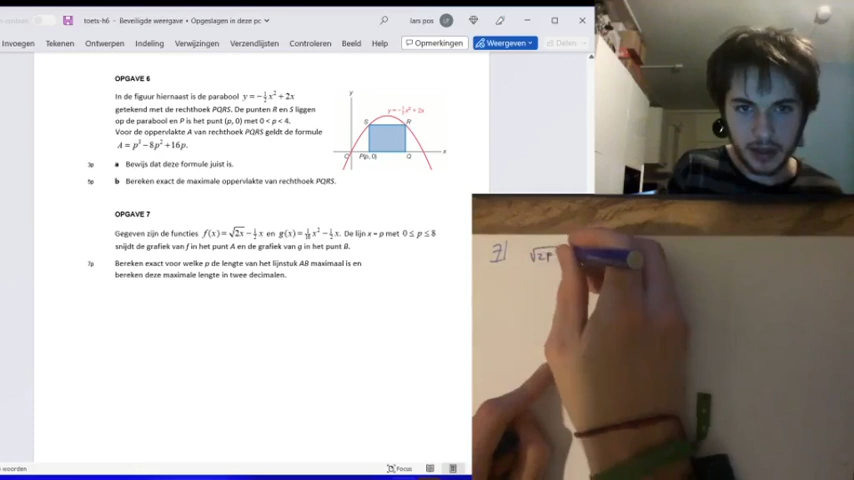 toets-h6 • Beveiligde weergave • Opgeslagen in deze pc
lars pos
Invoegen Tekenen Ontwerpen Indeling Verwijzingen Verzendlijsten Controleren Beeld Help Opmerkingen Weergeven Delen
OPGAVE 6
In de figuur hiernaast is de parabool y = -½x² + 2x
getekend met de rechthoek PQRS. De punten R en S liggen
op de parabool en P is het punt (p, 0) met 0 < p < 4.
Voor de oppervlakte A van rechthoek PQRS geldt de formule
A = p³ - 8p² + 16p.
3p a Bewijs dat deze formule juist is.
5p b Bereken exact de maximale oppervlakte van rechthoek PQRS.
y
y = -½x² + 2x
S R
O P(p, 0) Q x
OPGAVE 7
Gegeven zijn de functies f(x) = √2x - ½x en g(x) = 1/16x² - ½x. De lijn x = p met 0 ≤ p ≤ 8
snijdt de grafiek van f in het punt A en de grafiek van g in het punt B.
7p Bereken exact voor welke p de lengte van het lijnstuk AB maximaal is en
bereken deze maximale lengte in twee decimalen.
7 √2p
woorden
Focus